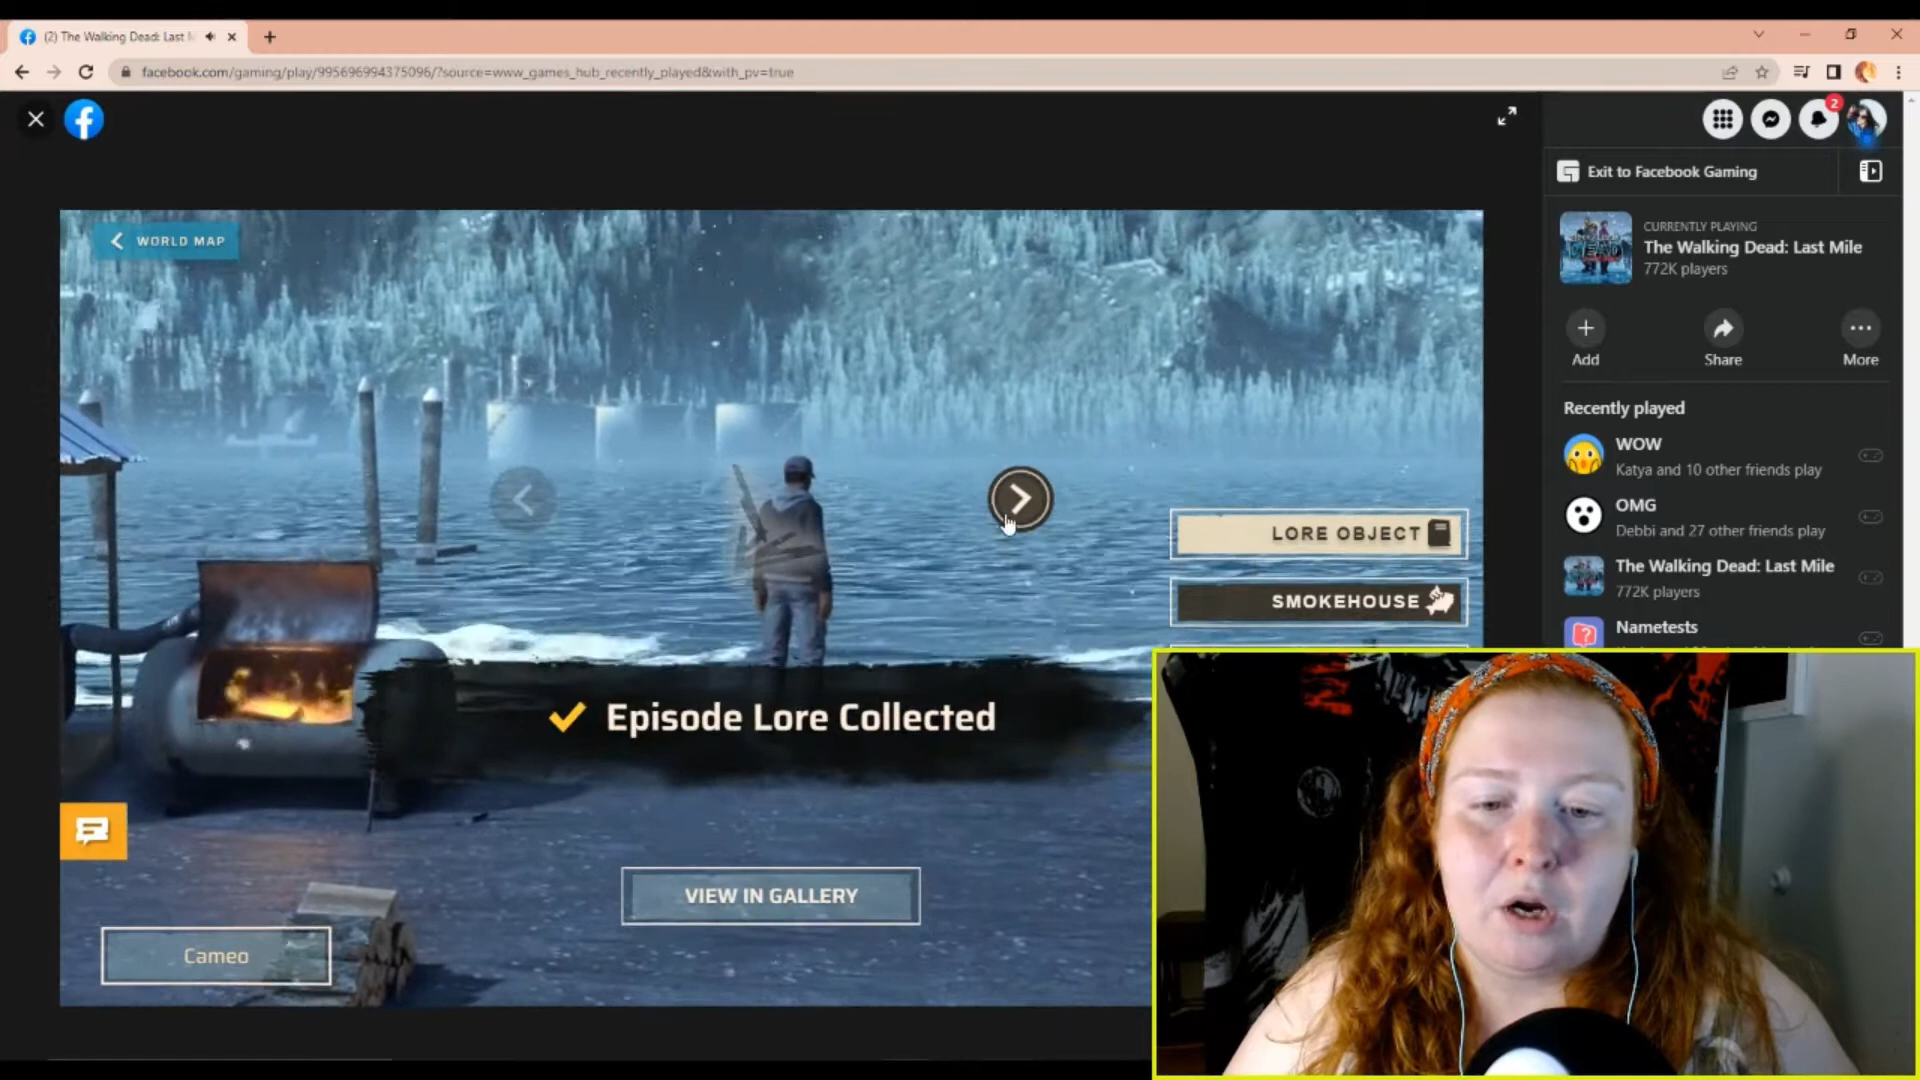 (2) The Walking Dead: Last
facebook.com/gaming/play/995696994375096/?source=www_games_hub_recently_played&with_pv=true
2
Exit to Facebook Gaming
CURRENTLY PLAYING
The Walking Dead: Last Mile
772K players
Add
Share
More
Recently played
WOW
Katya and 10 other friends play
OMG
Debbi and 27 other friends play
The Walking Dead: Last Mile
772K players
Nametests
WORLD MAP
LORE OBJECT
SMOKEHOUSE
Episode Lore Collected
VIEW IN GALLERY
Cameo